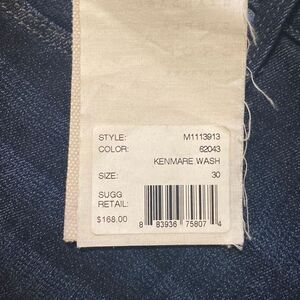 STYLE: M1113913
COLOR: 62043
KENMARE WASH
SIZE: 30
SUGG
RETAIL:
$168.00
8 83936 75807 4